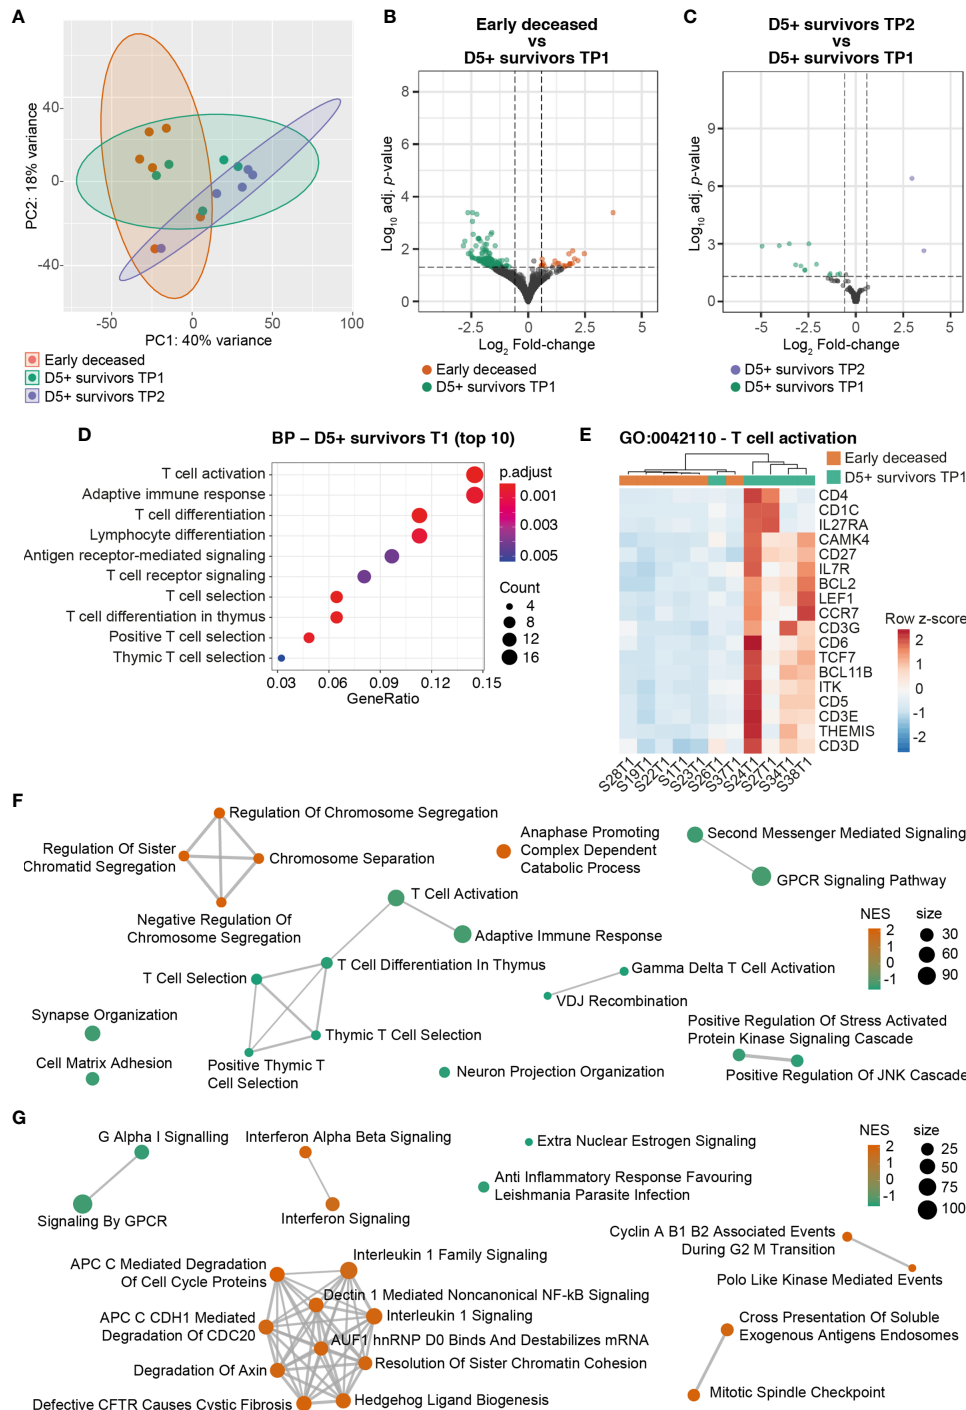 A
40
0
-40
PC2: 18% variance
-50
0
50
100
PC1: 40% variance
Early deceased
D5+ survivors TP1
D5+ survivors TP2
B
Early deceased
vs
D5+ survivors TP1
8
6
4
2
0
Log10 adj. p-value
-2.5
0
2.5
5
Log2 Fold-change
Early deceased
D5+ survivors TP1
C
D5+ survivors TP2
vs
D5+ survivors TP1
9
6
3
0
Log10 adj. p-value
-5
-2.5
0
2.5
5
Log2 Fold-change
D5+ survivors TP2
D5+ survivors TP1
D
BP – D5+ survivors T1 (top 10)
T cell activation
Adaptive immune response
T cell differentiation
Lymphocyte differentiation
Antigen receptor-mediated signaling
T cell receptor signaling
T cell selection
T cell differentiation in thymus
Positive T cell selection
Thymic T cell selection
0.03
0.06
0.09
0.12
0.15
GeneRatio
p.adjust
0.001
0.003
0.005
Count
4
8
12
16
E
GO:0042110 - T cell activation
Early deceased
D5+ survivors TP1
CD4
CD1C
IL27RA
CAMK4
CD27
IL7R
BCL2
LEF1
CCR7
CD3G
CD6
TCF7
BCL11B
ITK
CD5
CD3E
THEMIS
CD3D
S28T1
S19T1
S22T1
S1T1
S23T1
S26T1
S37T1
S24T1
S27T1
S34T1
S38T1
Row z-score
2
1
0
-1
-2
F
Regulation Of Chromosome Segregation
Regulation Of Sister
Chromatid Segregation
Chromosome Separation
Negative Regulation Of
Chromosome Segregation
Anaphase Promoting
Complex Dependent
Catabolic Process
Second Messenger Mediated Signaling
GPCR Signaling Pathway
T Cell Activation
Adaptive Immune Response
T Cell Selection
T Cell Differentiation In Thymus
Thymic T Cell Selection
Positive Thymic T
Cell Selection
Gamma Delta T Cell Activation
VDJ Recombination
Synapse Organization
Cell Matrix Adhesion
Neuron Projection Organization
Positive Regulation Of Stress Activated
Protein Kinase Signaling Cascade
Positive Regulation Of JNK Cascade
NES
2
1
0
-1
size
30
60
90
G
G Alpha I Signalling
Signaling By GPCR
Interferon Alpha Beta Signaling
Interferon Signaling
Extra Nuclear Estrogen Signaling
Anti Inflammatory Response Favouring
Leishmania Parasite Infection
NES
2
1
0
-1
size
25
50
75
100
Cyclin A B1 B2 Associated Events
During G2 M Transition
Polo Like Kinase Mediated Events
Interleukin 1 Family Signaling
APC C Mediated Degradation
Of Cell Cycle Proteins
Dectin 1 Mediated Noncanonical NF-kB Signaling
Interleukin 1 Signaling
APC C CDH1 Mediated
Degradation Of CDC20
AUF1 hnRNP D0 Binds And Destabilizes mRNA
Resolution Of Sister Chromatin Cohesion
Degradation Of Axin
Hedgehog Ligand Biogenesis
Defective CFTR Causes Cystic Fibrosis
Cross Presentation Of Soluble
Exogenous Antigens Endosomes
Mitotic Spindle Checkpoint